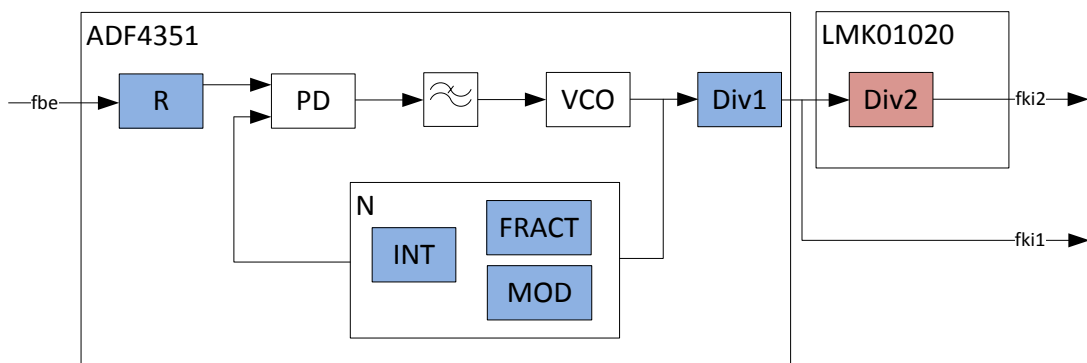 ADF4351
LMK01020
fbe
R
PD
VCO
Div1
Div2
fki2
N
INT
FRACT
MOD
fki1